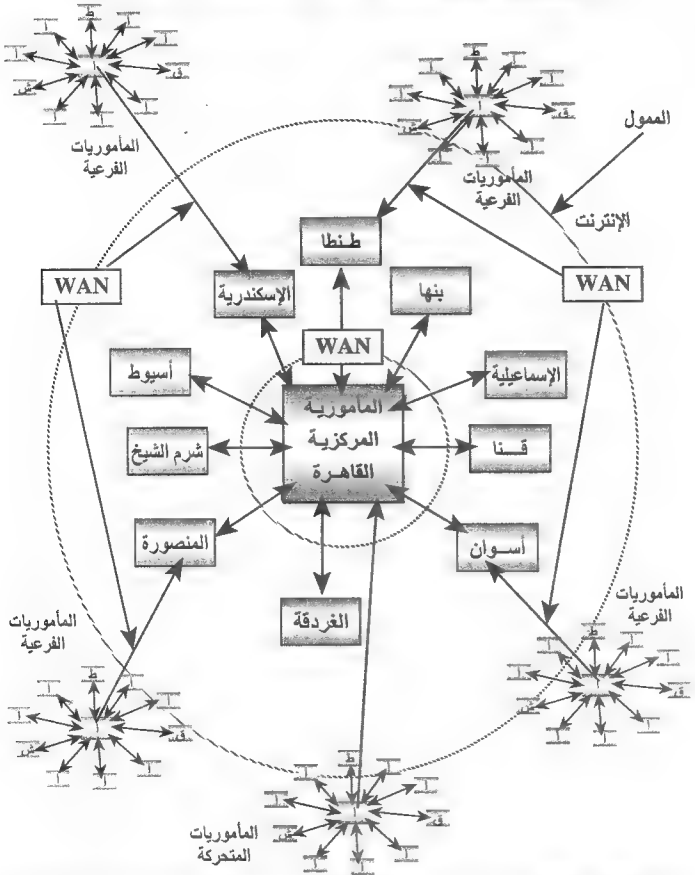 ط
أ
أ
أ
أ
أ
ق
ش
أ
أ
أ
المأموريات
الفرعية
ط
أ
أ
أ
أ
أ
ق
ش
أ
أ
أ
المأموريات
الفرعية
الممول
الإنترنت
WAN
WAN
طنطا
الإسكندرية
بنها
WAN
أسيوط
الإسماعيلية
المأمورية
المركزية
القاهرة
شرم الشيخ
قنا
المنصورة
أسوان
الغردقة
المأموريات
الفرعية
ط
أ
أ
أ
أ
أ
ق
ش
أ
أ
أ
المأموريات
الفرعية
ط
أ
أ
أ
أ
أ
ق
ش
أ
أ
أ
ط
أ
أ
أ
أ
أ
ق
ش
أ
أ
أ
المأموريات
المتحركة